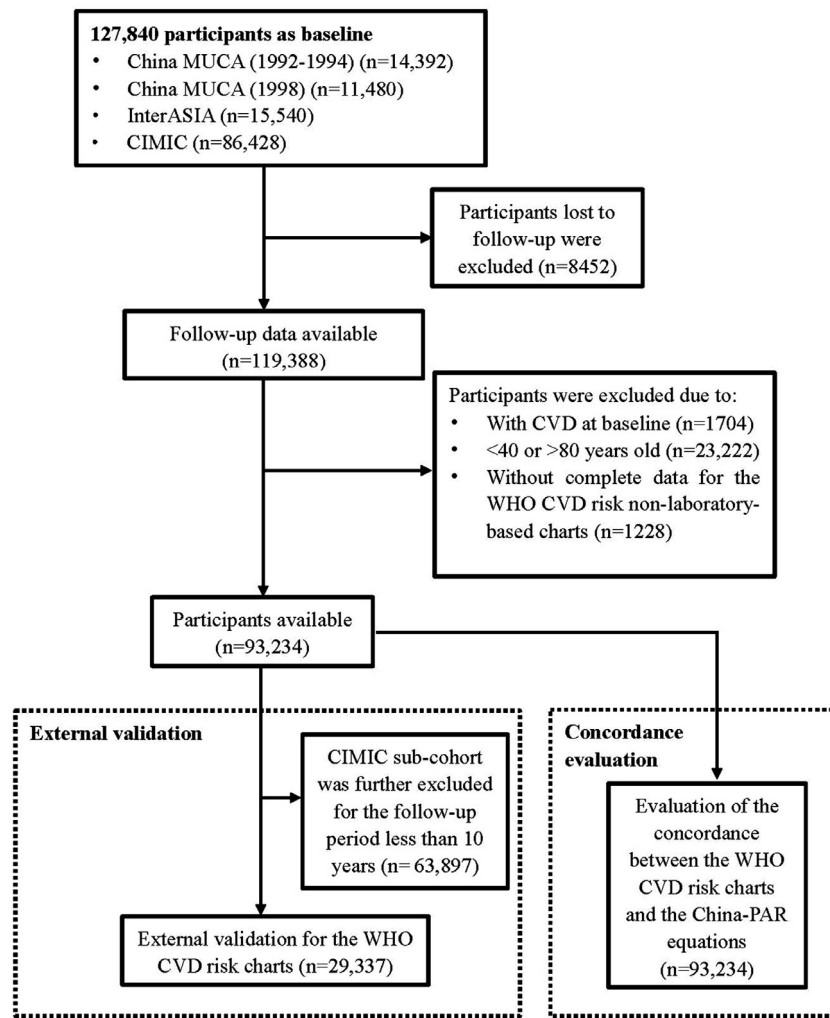 127,840 participants as baseline
• China MUCA (1992-1994) (n=14,392)
• China MUCA (1998) (n=11,480)
• InterASIA (n=15,540)
• CIMIC (n=86,428)
Participants lost to
follow-up were
excluded (n=8452)
Follow-up data available
(n=119,388)
Participants were excluded due to:
• With CVD at baseline (n=1704)
• <40 or >80 years old (n=23,222)
• Without complete data for the
WHO CVD risk non-laboratory-
based charts (n=1228)
Participants available
(n=93,234)
External validation
CIMIC sub-cohort
was further excluded
for the follow-up
period less than 10
years (n= 63,897)
External validation for the WHO
CVD risk charts (n=29,337)
Concordance
evaluation
Evaluation of the
concordance
between the WHO
CVD risk charts
and the China-PAR
equations
(n=93,234)